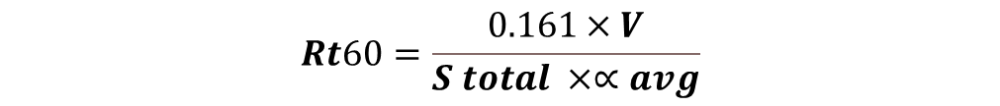 Rt60 = 0.161 × V
S total ×∝ avg